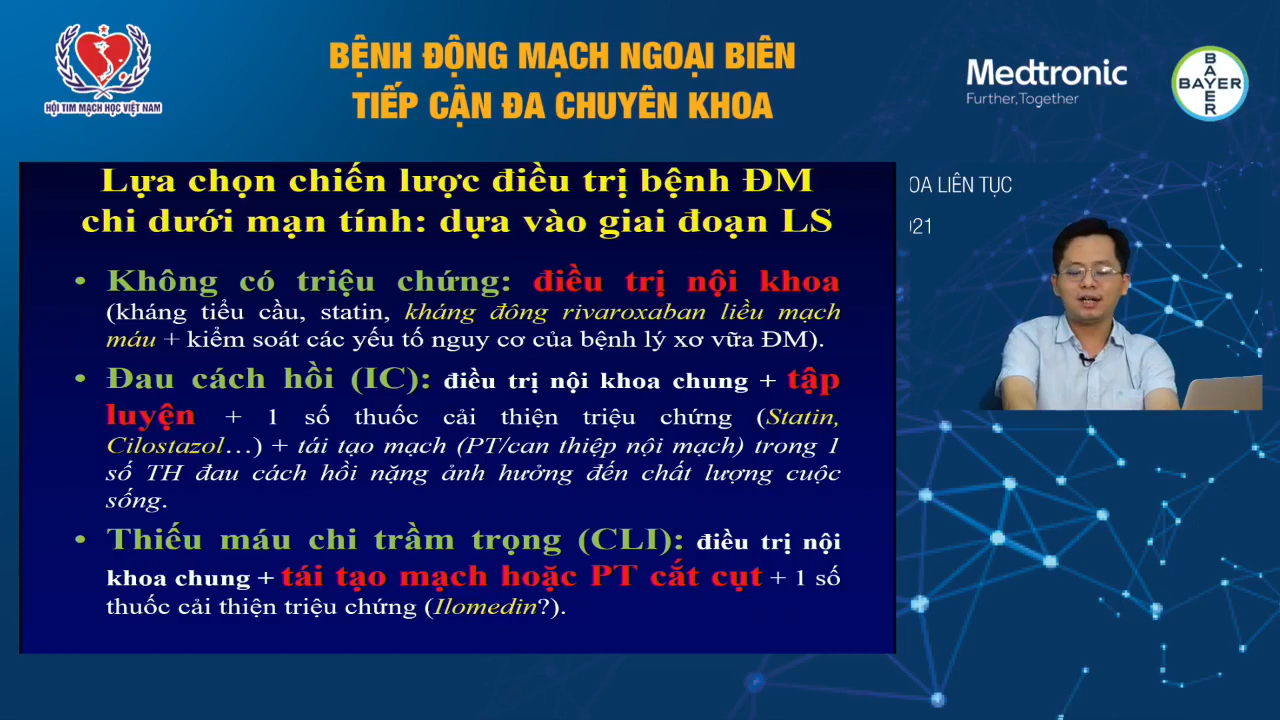 HỘI TIM MẠCH HỌC VIỆT NAM
BỆNH ĐỘNG MẠCH NGOẠI BIÊN
TIẾP CẬN ĐA CHUYÊN KHOA
Medtronic
Further, Together
BAYER
BAYER
OA LIÊN TỤC
021
Lựa chọn chiến lược điều trị bệnh ĐM
chi dưới mạn tính: dựa vào giai đoạn LS
• Không có triệu chứng: điều trị nội khoa
(kháng tiểu cầu, statin, kháng đông rivaroxaban liều mạch
máu + kiểm soát các yếu tố nguy cơ của bệnh lý xơ vữa ĐM).
• Đau cách hồi (IC): điều trị nội khoa chung + tập
luyện + 1 số thuốc cải thiện triệu chứng (Statin,
Cilostazol…) + tái tạo mạch (PT/can thiệp nội mạch) trong 1
số TH đau cách hồi nặng ảnh hưởng đến chất lượng cuộc
sống.
• Thiếu máu chi trầm trọng (CLI): điều trị nội
khoa chung + tái tạo mạch hoặc PT cắt cụt + 1 số
thuốc cải thiện triệu chứng (Ilomedin?).